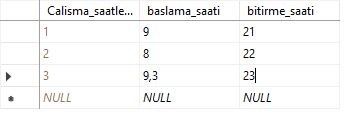 Calisma_saatle... baslama_saati bitirme_saati
1 9 21
2 8 22
3 9,3 23
NULL NULL NULL